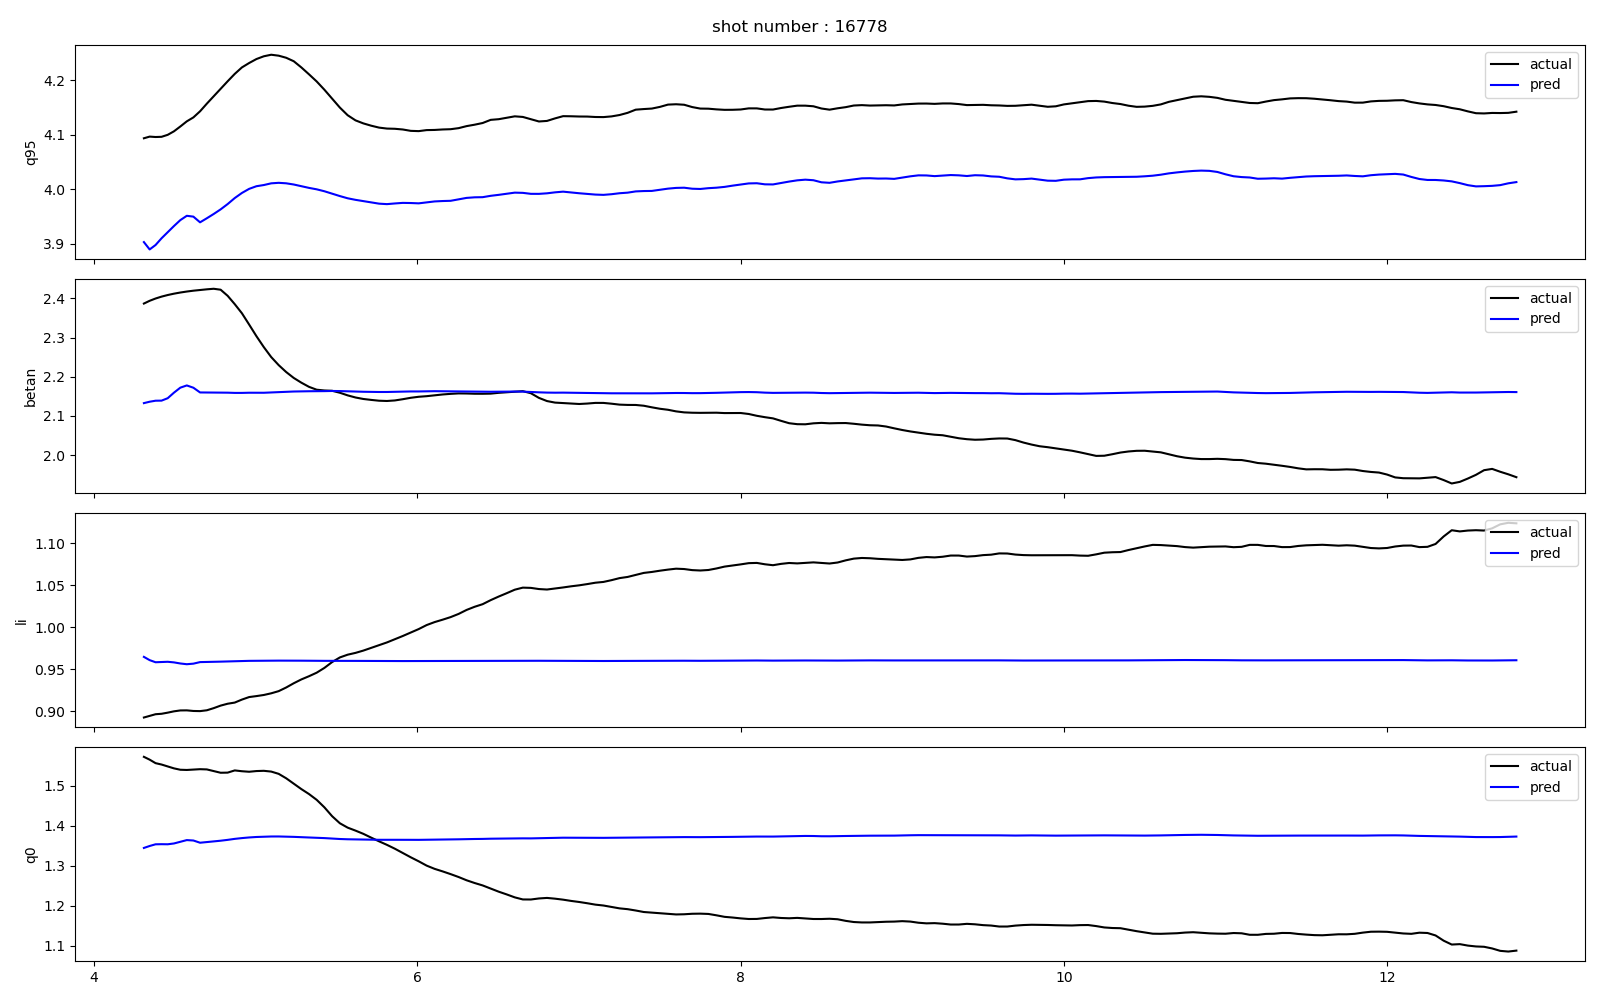 shot number : 16778
4.2
4.1
4.0
3.9
q95
actual
pred
2.4
2.3
2.2
2.1
2.0
betan
actual
pred
1.10
1.05
1.00
0.95
0.90
li
actual
pred
1.5
1.4
1.3
1.2
1.1
q0
actual
pred
4 6 8 10 12